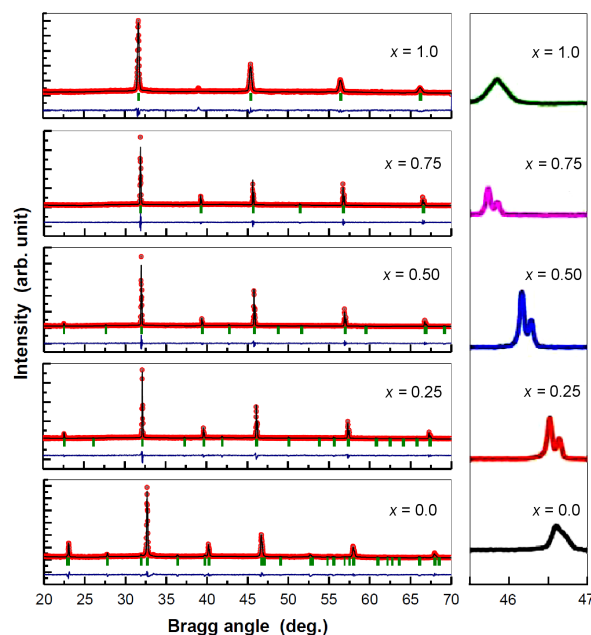 x = 1.0
x = 1.0
x = 0.75
x = 0.75
x = 0.50
x = 0.50
x = 0.25
x = 0.25
x = 0.0
x = 0.0
Intensity (arb. unit)
20 25 30 35 40 45 50 55 60 65 70
46 47
Bragg angle (deg.)